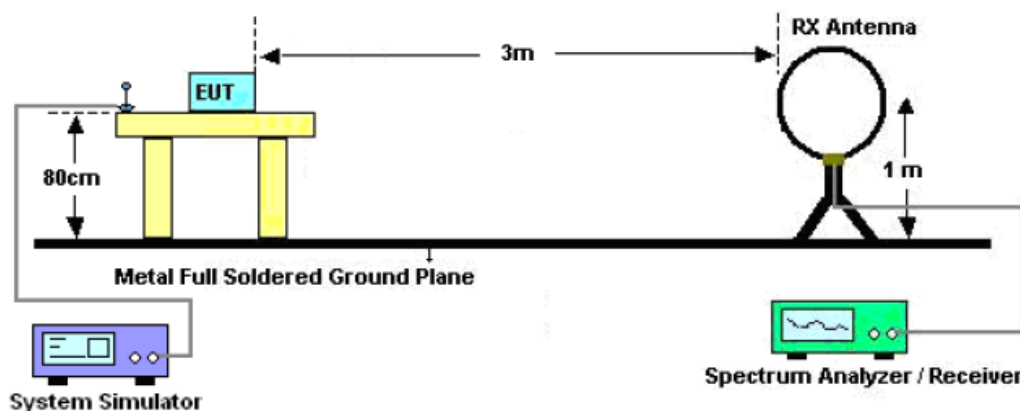 RX Antenna
3m
EUT
80cm
1 m
Metal Full Soldered Ground Plane
System Simulator
Spectrum Analyzer / Receiver